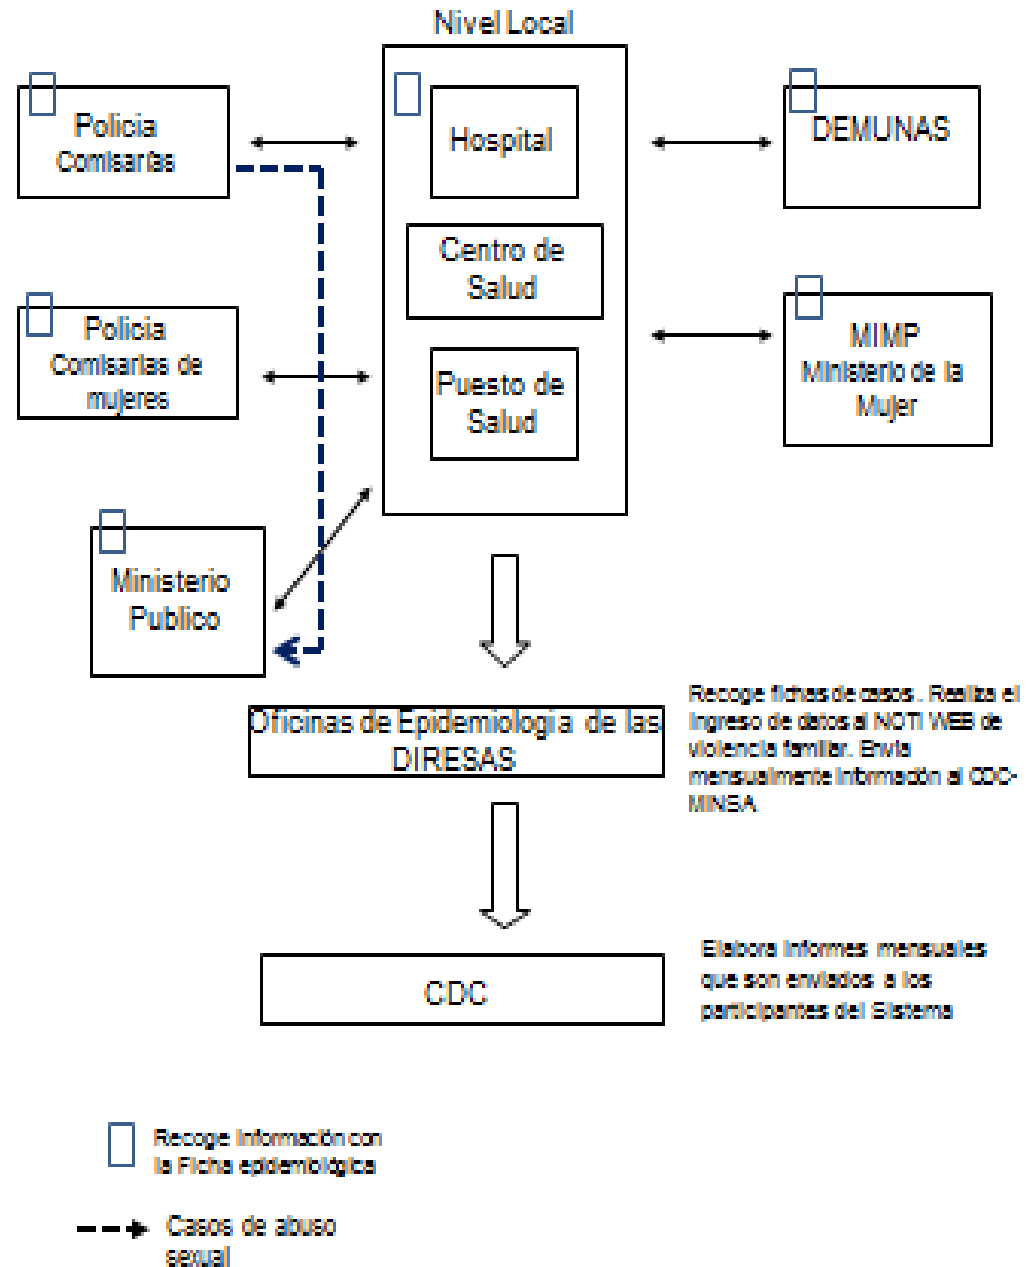 Nivel Local
Policia
Comisarías
Hospital
DEMUNAS
Centro de
Salud
Policia
Comisarías de
mujeres
Puesto de
Salud
MIMP
Ministerio de la
Mujer
Ministerio
Publico
Oficinas de Epidemiologia de las
DIRESAS
Recoge fichas de casos . Realiza el
ingreso de datos al NOTI WEB de
violencia familiar. Envía
mensualmente información al CDC-
MINSA
CDC
Elabora informes mensuales
que son enviados a los
participantes del Sistema
Recoge información con
la Ficha epidemiológica
Casos de abuso
sexual